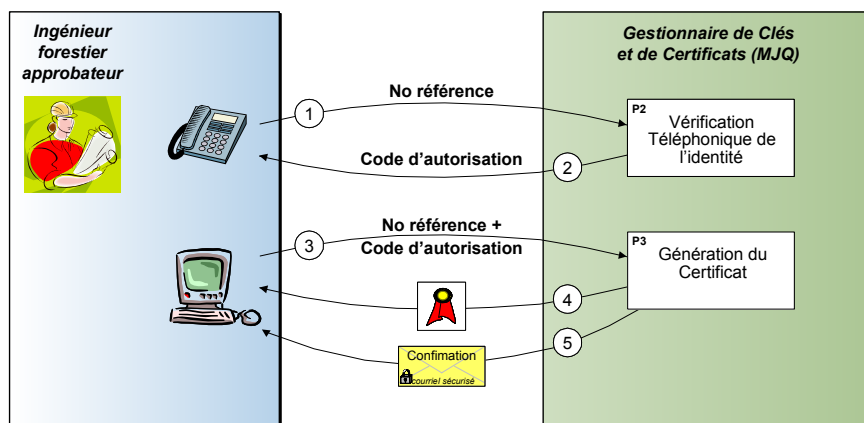 Ingénieur
forestier
approbateur
Gestionnaire de Clés
et de Certificats (MJQ)
No référence
1
P2
Vérification
Téléphonique de
l'identité
Code d'autorisation
2
No référence +
Code d'autorisation
3
P3
Génération du
Certificat
4
5
Confimation
courriel sécurisé